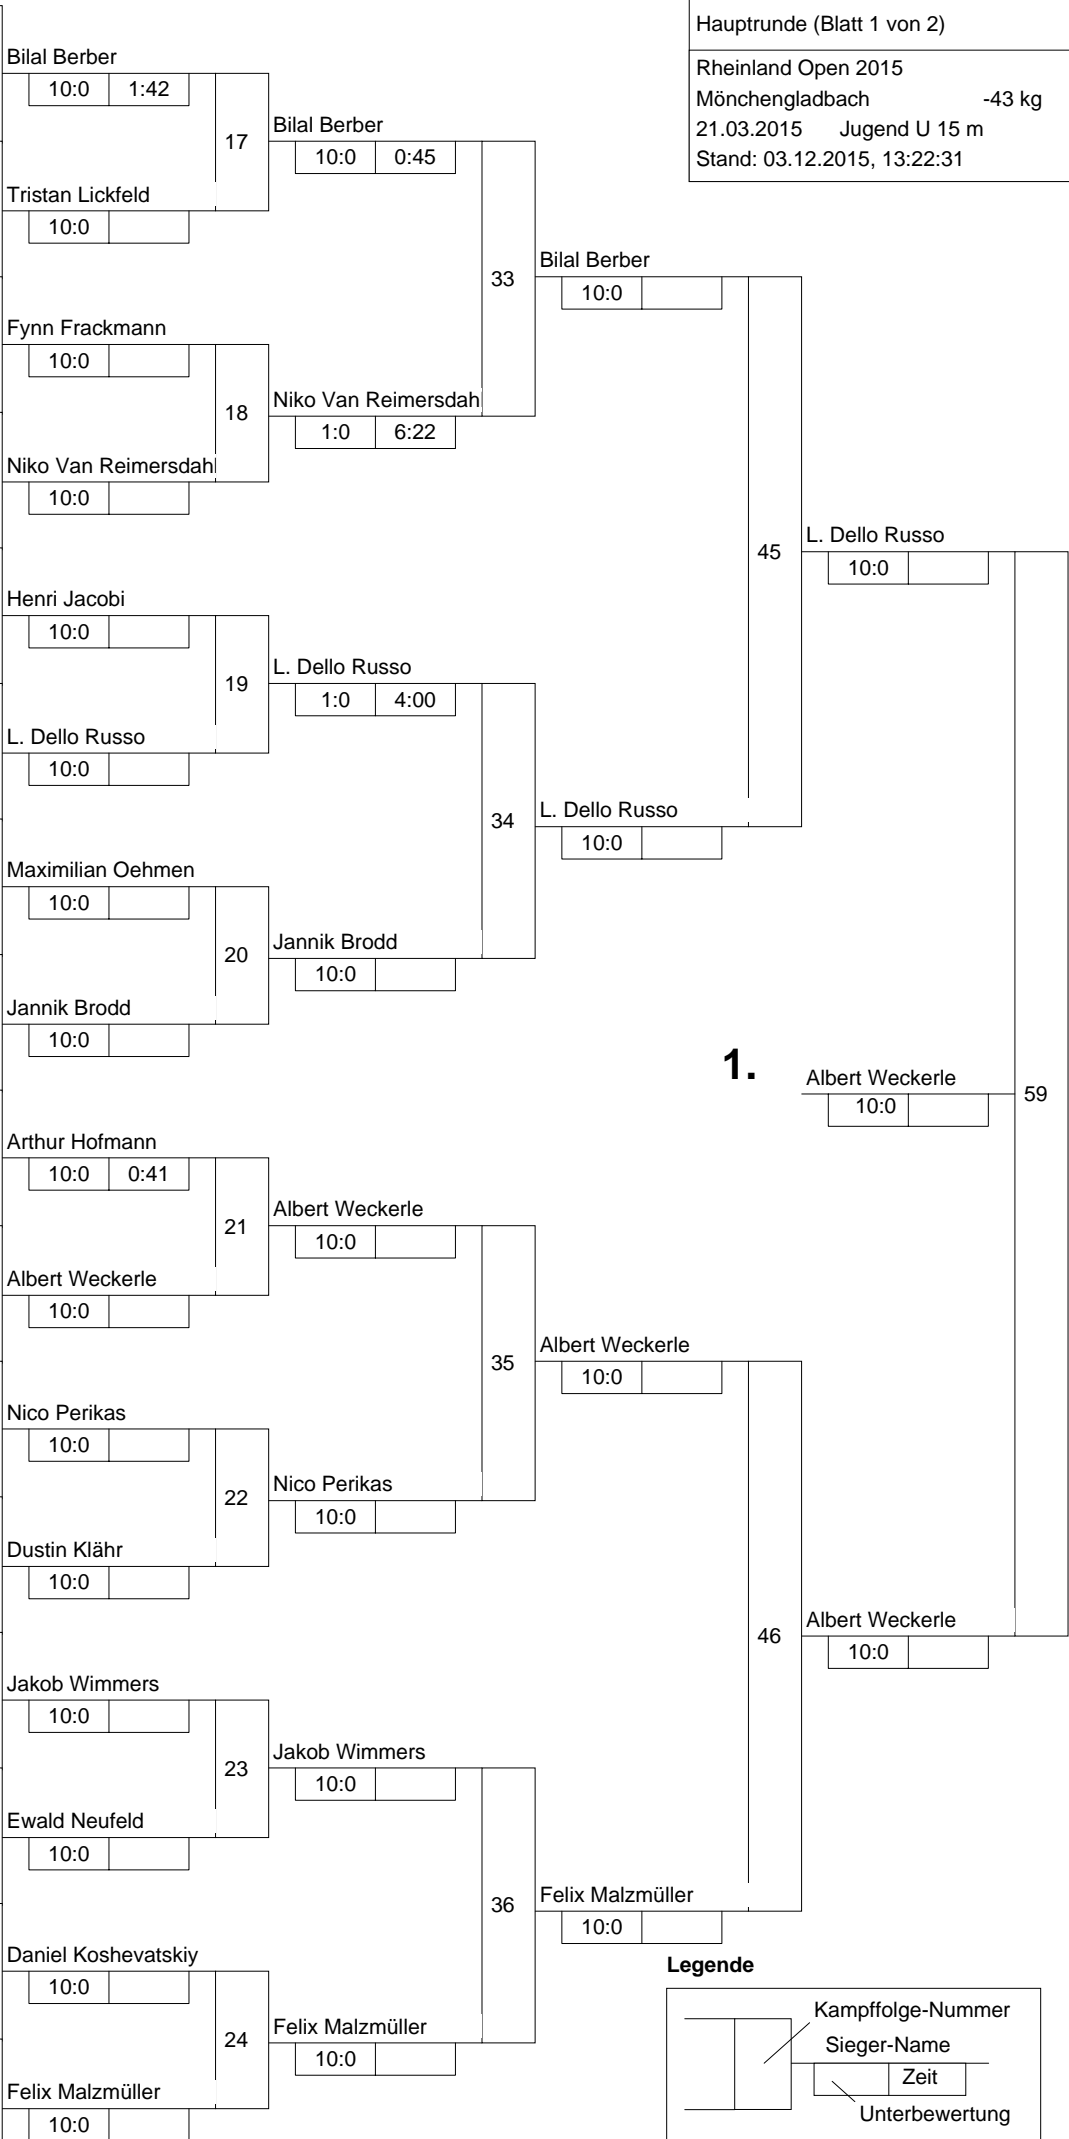 Hauptrunde (Blatt 1 von 2)
Rheinland Open 2015
Mönchengladbach -43 kg
21.03.2015 Jugend U 15 m
Stand: 03.12.2015, 13:22:31
Bilal Berber
10:0 1:42
17
Tristan Lickfeld
10:0
Fynn Frackmann
10:0
18
Niko Van Reimersdahl
10:0
Henri Jacobi
10:0
19
L. Dello Russo
10:0
Maximilian Oehmen
10:0
20
Jannik Brodd
10:0
Arthur Hofmann
10:0 0:41
21
Albert Weckerle
10:0
Nico Perikas
10:0
22
Dustin Klähr
10:0
Jakob Wimmers
10:0
23
Ewald Neufeld
10:0
Daniel Koshevatskiy
10:0
24
Felix Malzmüller
10:0
Bilal Berber
10:0 0:45
33
Niko Van Reimersdah
1:0 6:22
L. Dello Russo
1:0 4:00
34
Jannik Brodd
10:0
Albert Weckerle
10:0
35
Nico Perikas
10:0
Jakob Wimmers
10:0
36
Felix Malzmüller
10:0
Bilal Berber
10:0
45
L. Dello Russo
10:0
Albert Weckerle
10:0
46
Felix Malzmüller
10:0
L. Dello Russo
10:0
59
1. Albert Weckerle
10:0
Albert Weckerle
10:0
Legende
Kampffolge-Nummer
Sieger-Name
Zeit
Unterbewertung